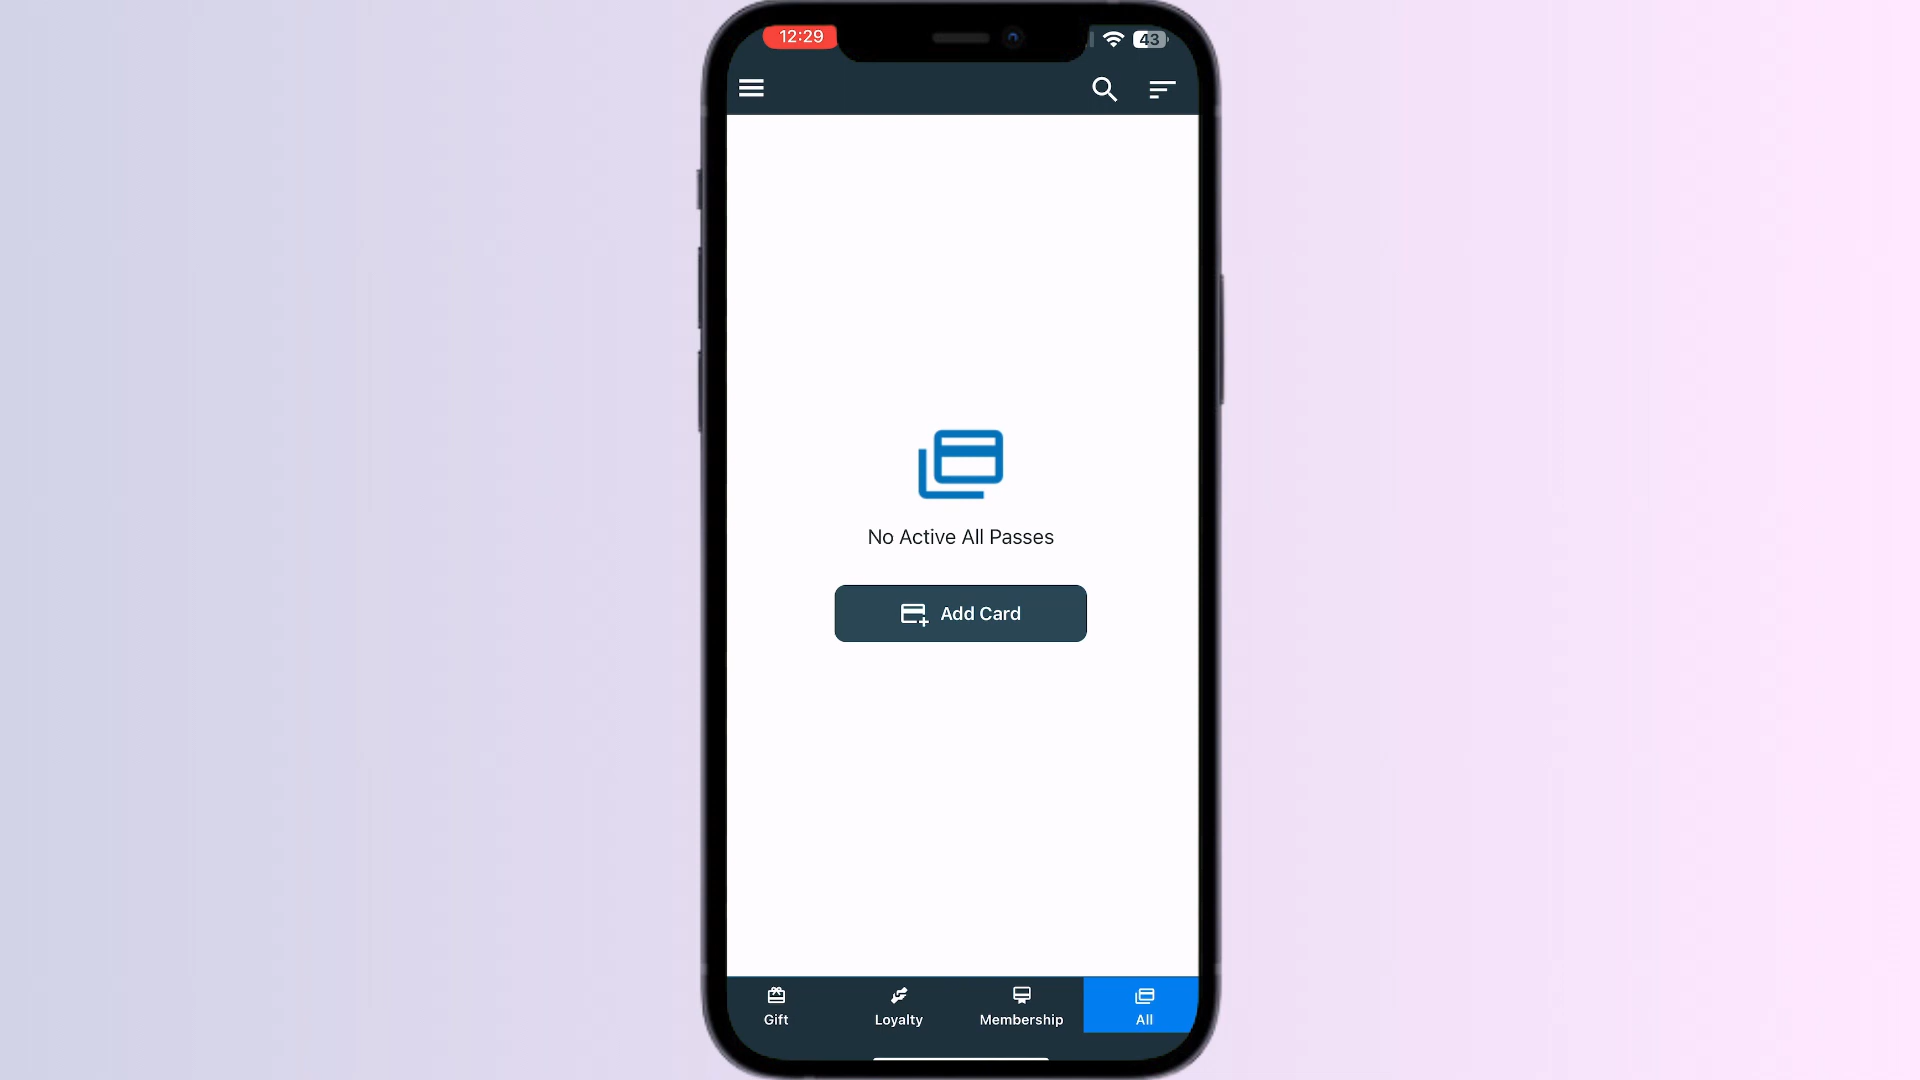 12:29
43
No Active All Passes
Add Card
Gift
Loyalty
Membership
All